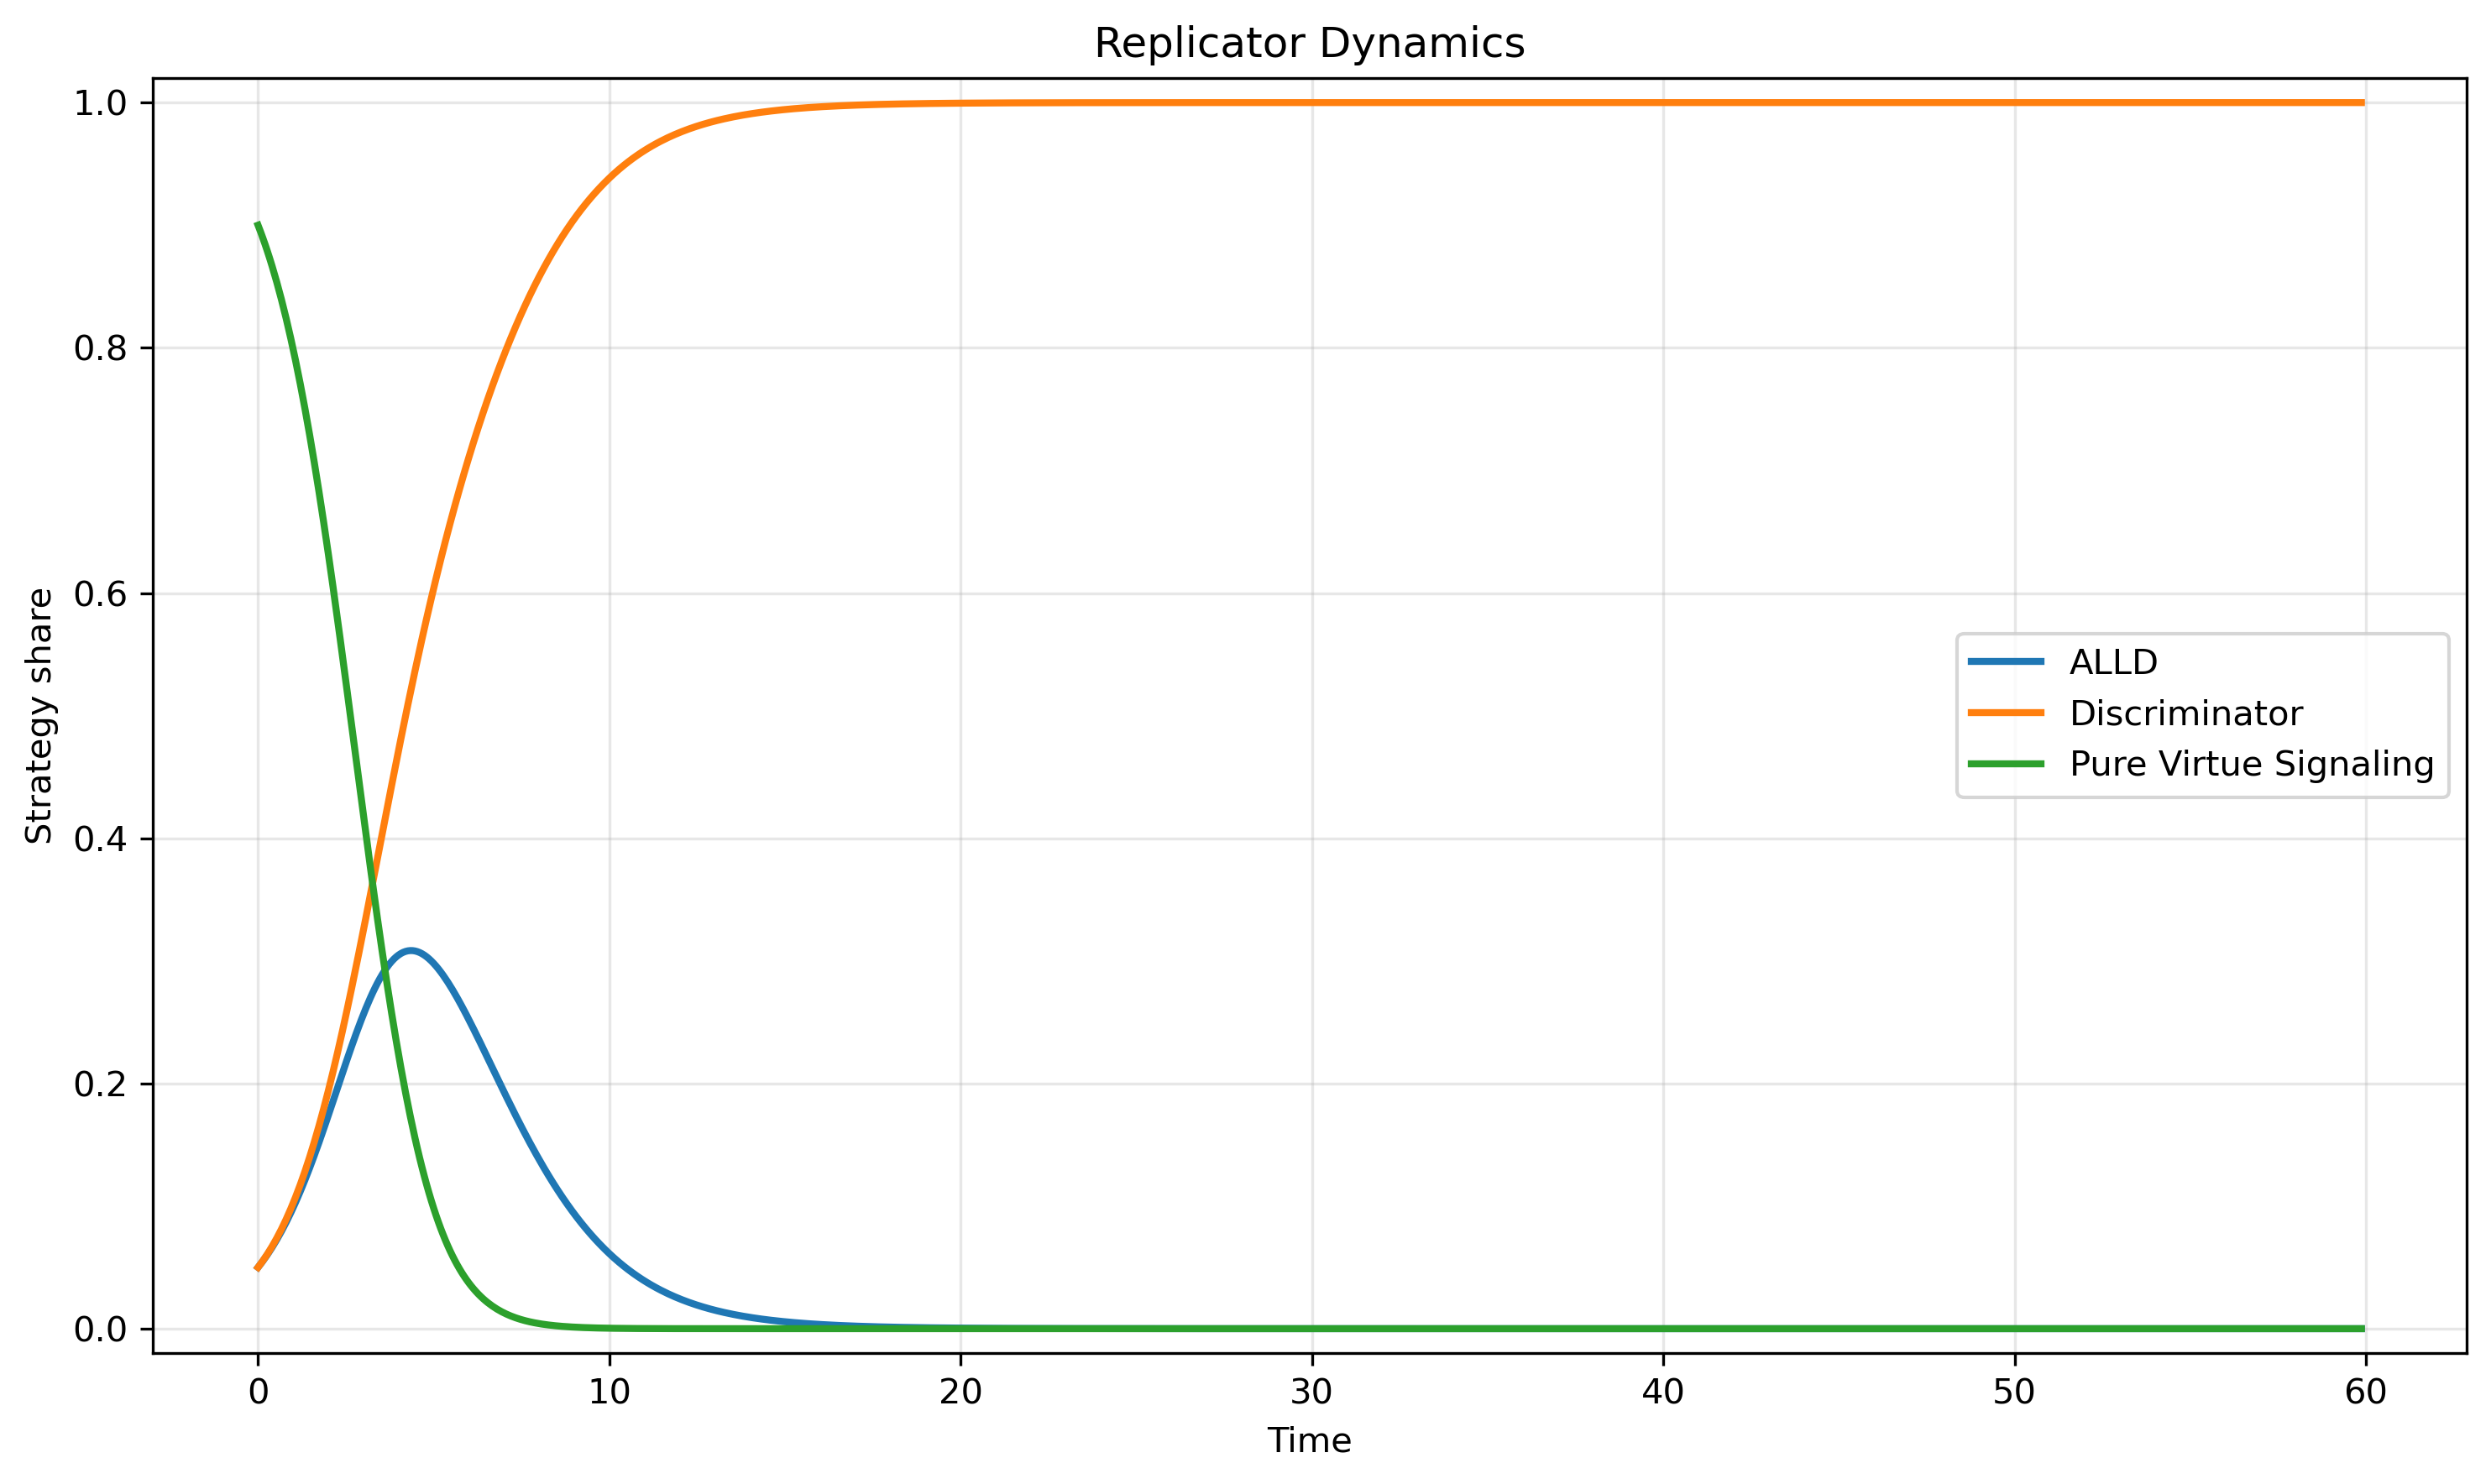 Replicator Dynamics
1.0
0.8
0.6
0.4
0.2
0.0
Strategy share
ALLD
Discriminator
Pure Virtue Signaling
0 10 20 30 40 50 60
Time